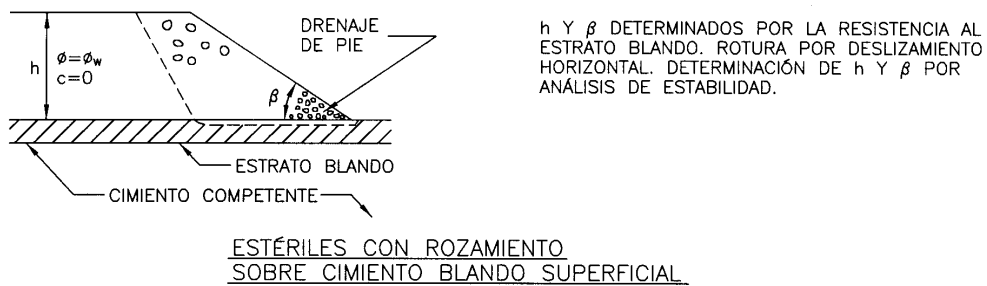 DRENAJE
DE PIE
h
ø=øw
c=0
β
ESTRATO BLANDO
CIMIENTO COMPETENTE
h Y β DETERMINADOS POR LA RESISTENCIA AL
ESTRATO BLANDO. ROTURA POR DESLIZAMIENTO
HORIZONTAL. DETERMINACIÓN DE h Y β POR
ANÁLISIS DE ESTABILIDAD.
ESTÉRILES CON ROZAMIENTO
SOBRE CIMIENTO BLANDO SUPERFICIAL